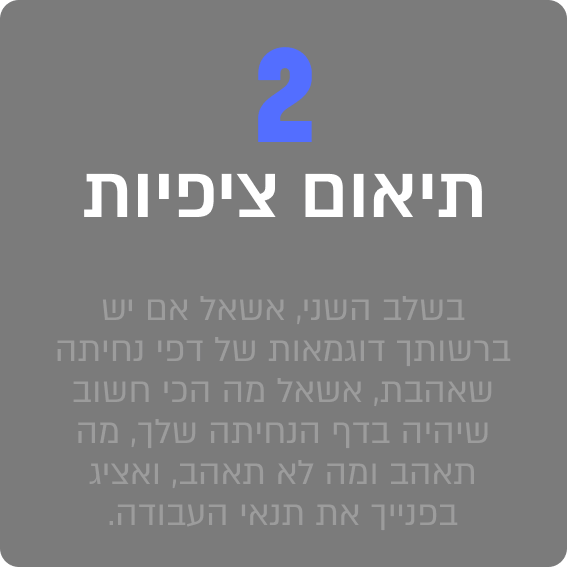 2
תיאום ציפיות
בשלב השני, אשאל אם יש
ברשותך דוגמאות של דפי נחיתה
שאהבת, אשאל מה הכי חשוב
שיהיה בדף הנחיתה שלך, מה
תאהב ומה לא תאהב, ואציג
בפנייך את תנאי העבודה.